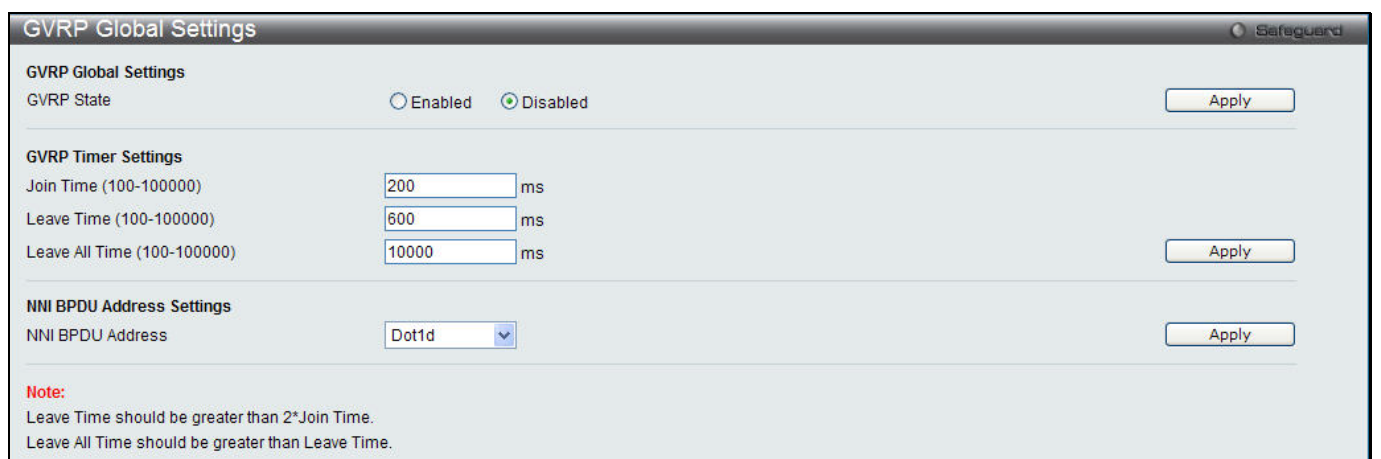 GVRP Global Settings Safeguard
GVRP Global Settings
GVRP State Enabled Disabled Apply
GVRP Timer Settings
Join Time (100-100000) 200 ms
Leave Time (100-100000) 600 ms
Leave All Time (100-100000) 10000 ms Apply
NNI BPDU Address Settings
NNI BPDU Address Dot1d Apply
Note:
Leave Time should be greater than 2*Join Time.
Leave All Time should be greater than Leave Time.